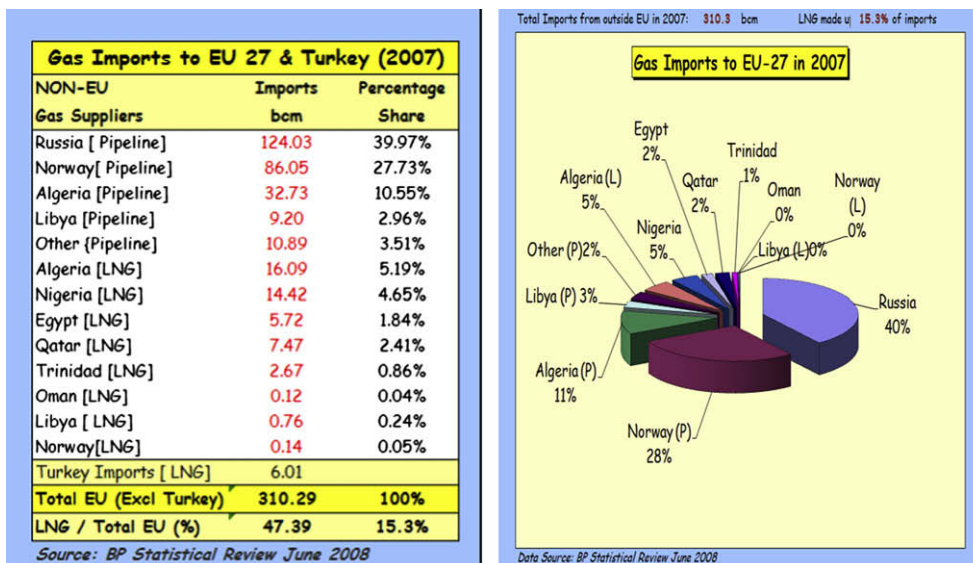 Gas Imports to EU 27 & Turkey (2007)
NON-EU Imports Percentage
Gas Suppliers bcm Share
Russia [ Pipeline] 124.03 39.97%
Norway[ Pipeline] 86.05 27.73%
Algeria [Pipeline] 32.73 10.55%
Libya [Pipeline] 9.20 2.96%
Other {Pipeline] 10.89 3.51%
Algeria [LNG] 16.09 5.19%
Nigeria [LNG] 14.42 4.65%
Egypt [LNG] 5.72 1.84%
Qatar [LNG] 7.47 2.41%
Trinidad [LNG] 2.67 0.86%
Oman [LNG] 0.12 0.04%
Libya [ LNG] 0.76 0.24%
Norway[LNG] 0.14 0.05%
Turkey Imports [ LNG] 6.01
Total EU (Excl Turkey) 310.29 100%
LNG / Total EU (%) 47.39 15.3%
Source: BP Statistical Review June 2008
Total Imports from outside EU in 2007: 310.3 bcm LNG made u 15.3% of imports
Gas Imports to EU-27 in 2007
Egypt
2%
Trinidad
1%
Algeria (L)
5%
Qatar
2%
Oman
0%
Norway
(L)
0%
Nigeria
5%
Other (P)2%
Libya (L)0%
Libya (P) 3%
Russia
40%
Algeria (P)
11%
Norway (P)
28%
Data Source: BP Statistical Review June 2008